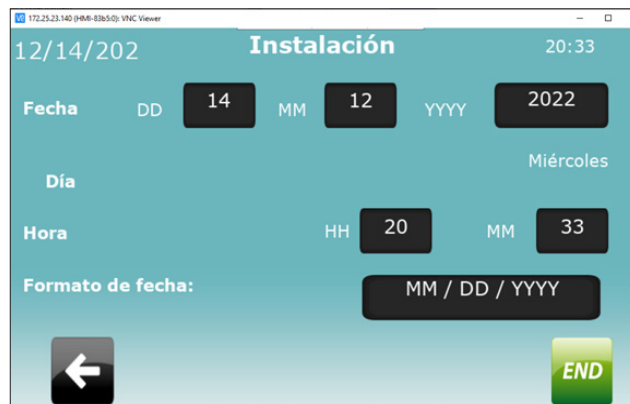 172.25.23.140 (HMI-83b5:0): VNC Viewer
12/14/202 Instalación 20:33
Fecha DD 14 MM 12 YYYY 2022
Miércoles
Día
Hora HH 20 MM 33
Formato de fecha: MM / DD / YYYY
END